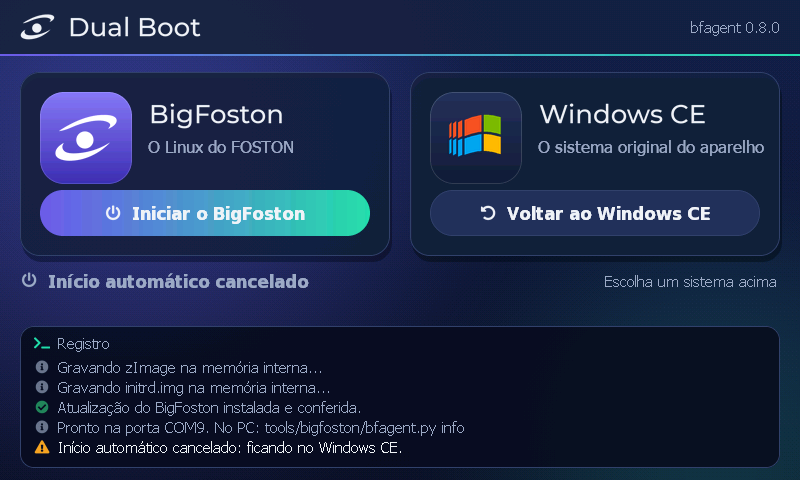 Dual Boot
bfagent 0.8.0
BigFoston
O Linux do FOSTON
Iniciar o BigFoston
Windows CE
O sistema original do aparelho
Voltar ao Windows CE
Início automático cancelado
Escolha um sistema acima
Registro
Gravando zImage na memória interna...
Gravando initrd.img na memória interna...
Atualização do BigFoston instalada e conferida.
Pronto na porta COM9. No PC: tools/bigfoston/bfagent.py info
Início automático cancelado: ficando no Windows CE.